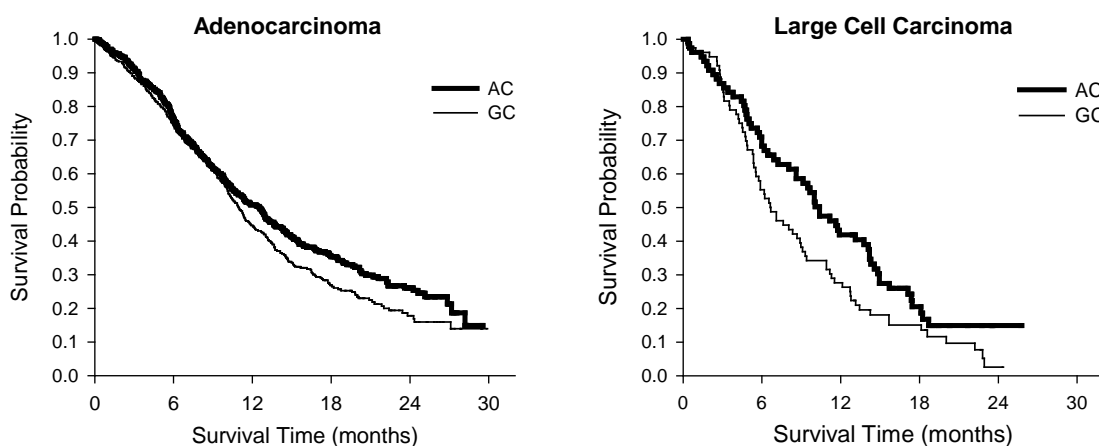 Adenocarcinoma
1.0
0.9
0.8
0.7
0.6
0.5
0.4
0.3
0.2
0.1
0.0
Survival Probability
AC
GC
0 6 12 18 24 30
Survival Time (months)
Large Cell Carcinoma
1.0
0.9
0.8
0.7
0.6
0.5
0.4
0.3
0.2
0.1
0.0
Survival Probability
AC
GC
0 6 12 18 24 30
Survival Time (months)